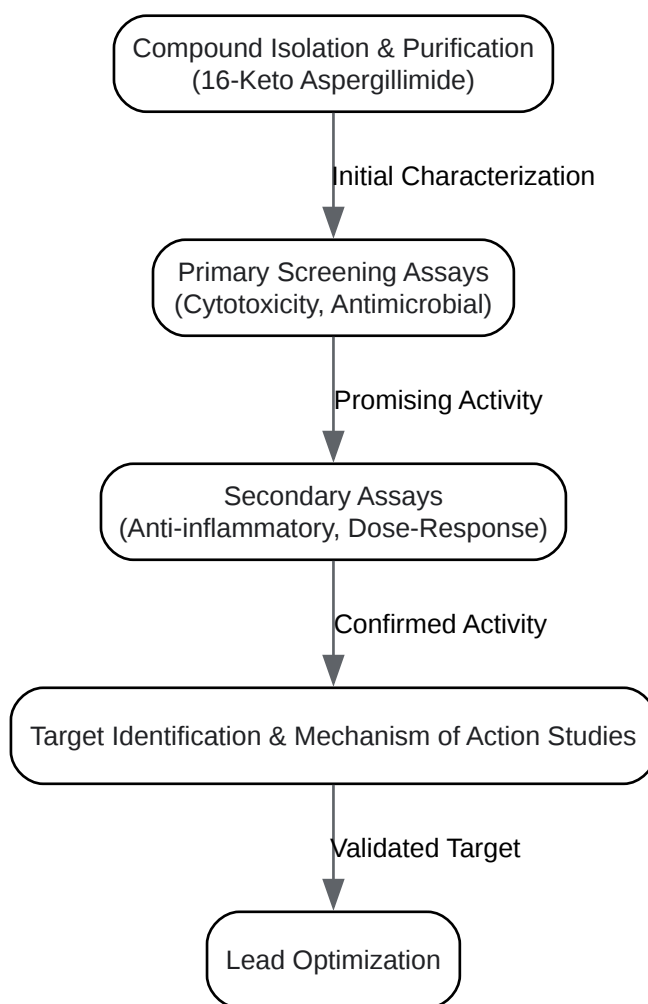 Compound Isolation & Purification
(16-Keto Aspergillimide)
Initial Characterization
Primary Screening Assays
(Cytotoxicity, Antimicrobial)
Promising Activity
Secondary Assays
(Anti-inflammatory, Dose-Response)
Confirmed Activity
Target Identification & Mechanism of Action Studies
Validated Target
Lead Optimization